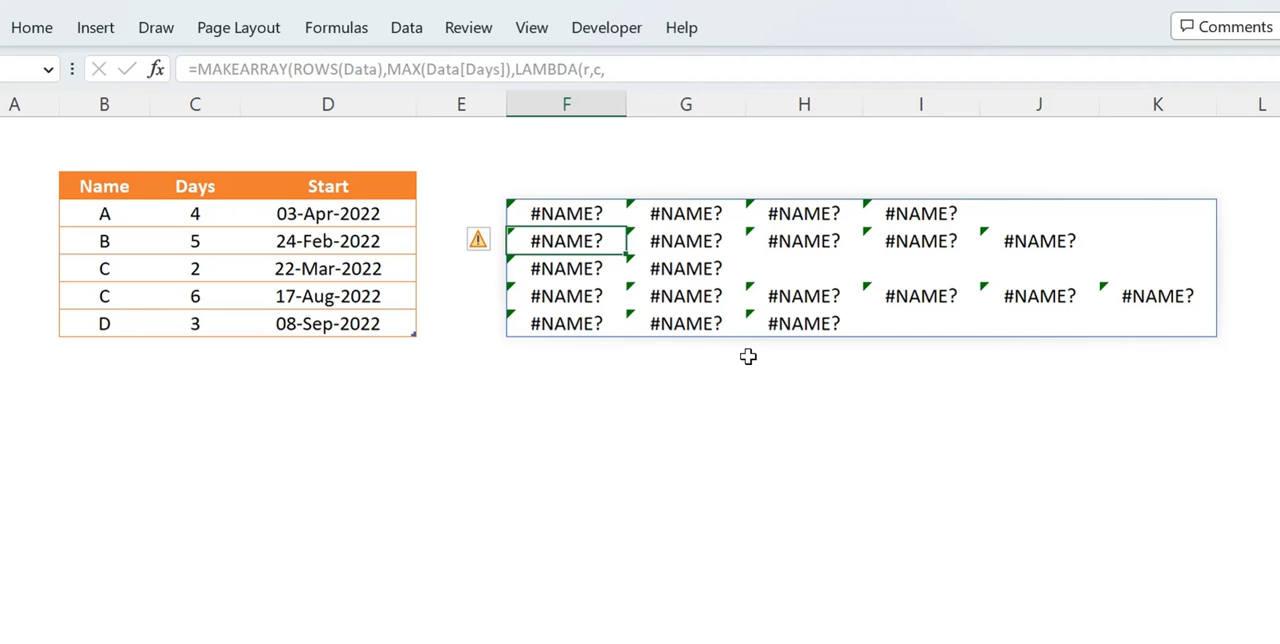 Home Insert Draw Page Layout Formulas Data Review View Developer Help Comments
fx =MAKEARRAY(ROWS(Data),MAX(Data[Days]),LAMBDA(r,c,
A B C D E F G H I J K L
Name Days Start
A 4 03-Apr-2022 #NAME? #NAME? #NAME? #NAME?
B 5 24-Feb-2022 #NAME? #NAME? #NAME? #NAME? #NAME?
C 2 22-Mar-2022 #NAME? #NAME?
C 6 17-Aug-2022 #NAME? #NAME? #NAME? #NAME? #NAME? #NAME?
D 3 08-Sep-2022 #NAME? #NAME? #NAME?